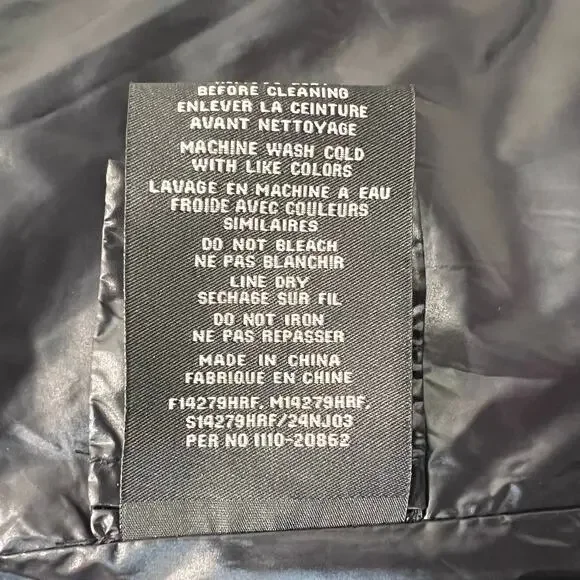 BEFORE CLEANING
ENLEVER LA CEINTURE
AVANT NETTOYAGE
MACHINE WASH COLD
WITH LIKE COLORS
LAVAGE EN MACHINE A EAU
FROIDE AVEC COULEURS
SIMILAIRES
DO NOT BLEACH
NE PAS BLANCHIR
LINE DRY
SECHAGE SUR FIL
DO NOT IRON
NE PAS REPASSER
MADE IN CHINA
FABRIQUE EN CHINE
F14279HRF, M14279HRF,
S14279HRF/24NJ03
PER NO 1110-20862